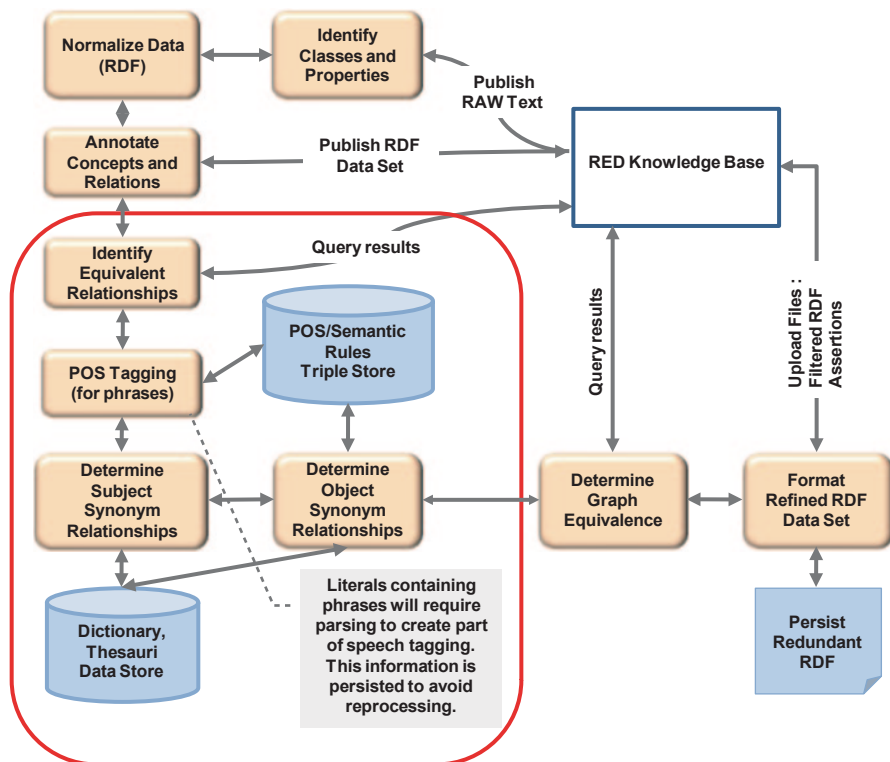 Normalize Data
(RDF)
Identify
Classes and
Properties
Publish
RAW Text
Annotate
Concepts and
Relations
Publish RDF
Data Set
RED Knowledge Base
Identify
Equivalent
Relationships
Query results
POS/Semantic
Rules
Triple Store
POS Tagging
(for phrases)
Query results
Upload Files :
Filtered RDF
Assertions
Determine
Subject
Synonym
Relationships
Determine
Object
Synonym
Relationships
Determine
Graph
Equivalence
Format
Refined RDF
Data Set
Dictionary,
Thesauri
Data Store
Literals containing
phrases will require
parsing to create part
of speech tagging.
This information is
persisted to avoid
reprocessing.
Persist
Redundant
RDF